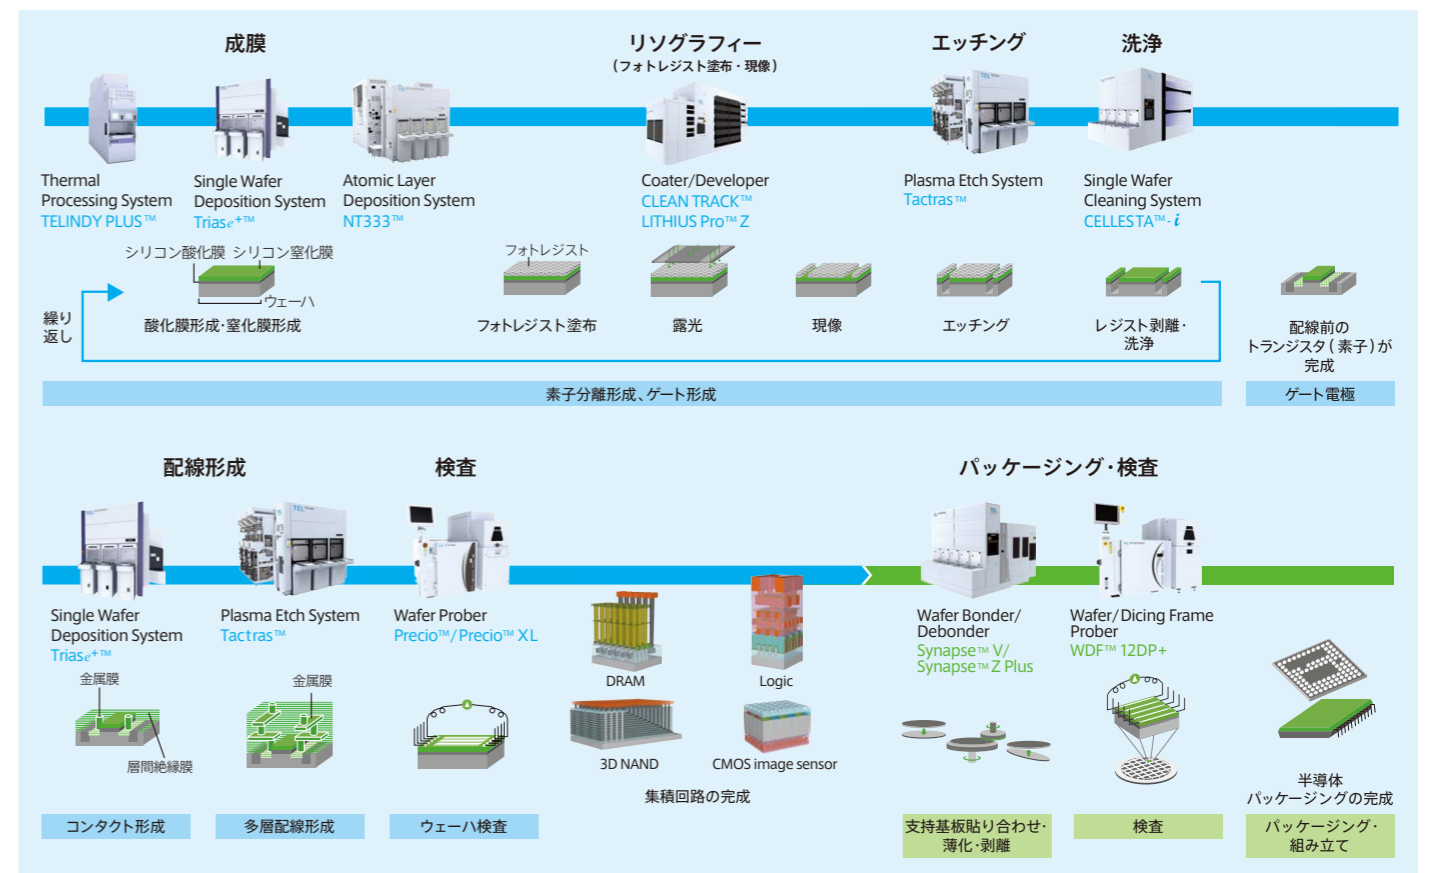 成膜
リソグラフィー
(フォトレジスト塗布・現像)
エッチング
洗浄
Thermal
Processing System
TELINDY PLUS™
Single Wafer
Deposition System
Triase+™
Atomic Layer
Deposition System
NT333™
Coater/Developer
CLEAN TRACK™
LITHIUS Pro™ Z
Plasma Etch System
Tactras™
Single Wafer
Cleaning System
CELLESTA™-i
繰り
返し
シリコン酸化膜
シリコン窒化膜
ウェーハ
酸化膜形成・窒化膜形成
フォトレジスト
フォトレジスト塗布
露光
現像
エッチング
レジスト剥離・
洗浄
配線前の
トランジスタ(素子)が
完成
素子分離形成、ゲート形成
ゲート電極
配線形成
検査
パッケージング・検査
TEL
TEL
Single Wafer
Deposition System
Triase+™
Plasma Etch System
Tactras™
Wafer Prober
Precio™/Precio™ XL
DRAM
Logic
3D NAND
CMOS image sensor
集積回路の完成
Wafer Bonder/
Debonder
Synapse™ V/
Synapse™ Z Plus
Wafer/Dicing Frame
Prober
WDF™ 12DP+
金属膜
層間絶縁膜
金属膜
半導体
パッケージングの完成
コンタクト形成
多層配線形成
ウェーハ検査
支持基板貼り合わせ・
薄化・剥離
検査
パッケージング・
組み立て